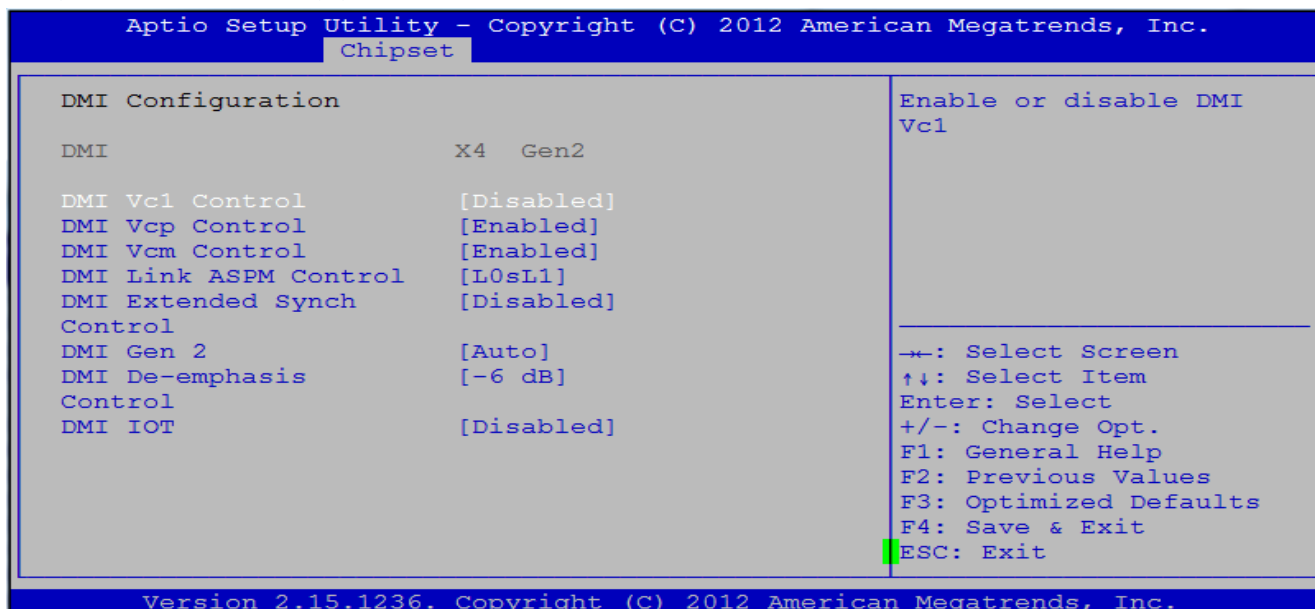 Aptio Setup Utility – Copyright (C) 2012 American Megatrends, Inc.
Chipset
DMI Configuration
DMI X4 Gen2
DMI Vc1 Control [Disabled]
DMI Vcp Control [Enabled]
DMI Vcm Control [Enabled]
DMI Link ASPM Control [L0sL1]
DMI Extended Synch [Disabled]
Control
DMI Gen 2 [Auto]
DMI De-emphasis [-6 dB]
Control
DMI IOT [Disabled]
Enable or disable DMI
Vc1
→←: Select Screen
↑↓: Select Item
Enter: Select
+/-: Change Opt.
F1: General Help
F2: Previous Values
F3: Optimized Defaults
F4: Save & Exit
ESC: Exit
Version 2.15.1236. Copyright (C) 2012 American Megatrends, Inc.